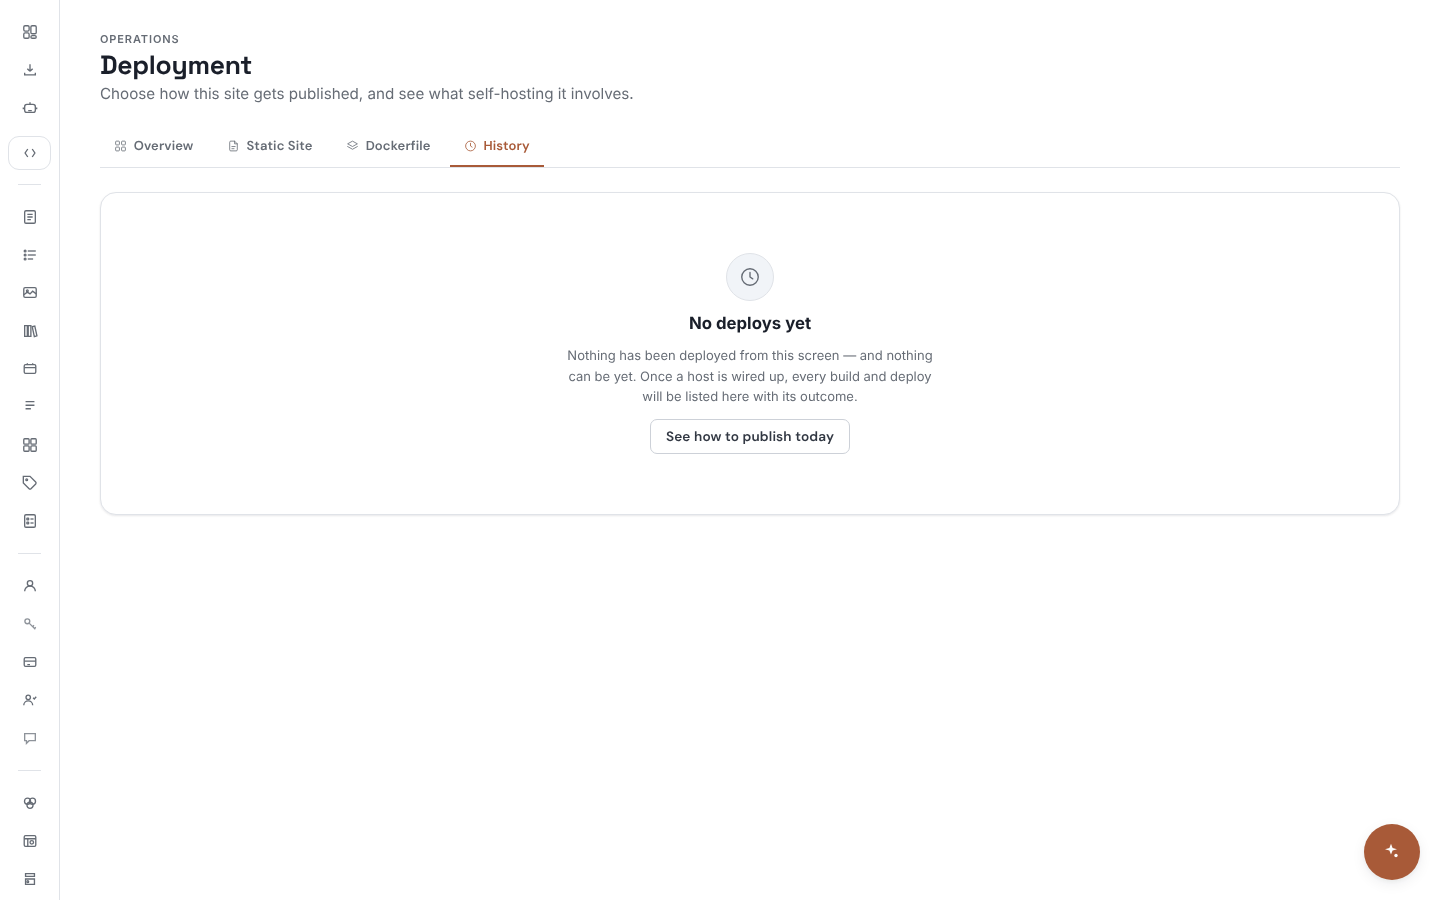 OPERATIONS
Deployment
Choose how this site gets published, and see what self-hosting it involves.
Overview
Static Site
Dockerfile
History
No deploys yet
Nothing has been deployed from this screen — and nothing
can be yet. Once a host is wired up, every build and deploy
will be listed here with its outcome.
See how to publish today